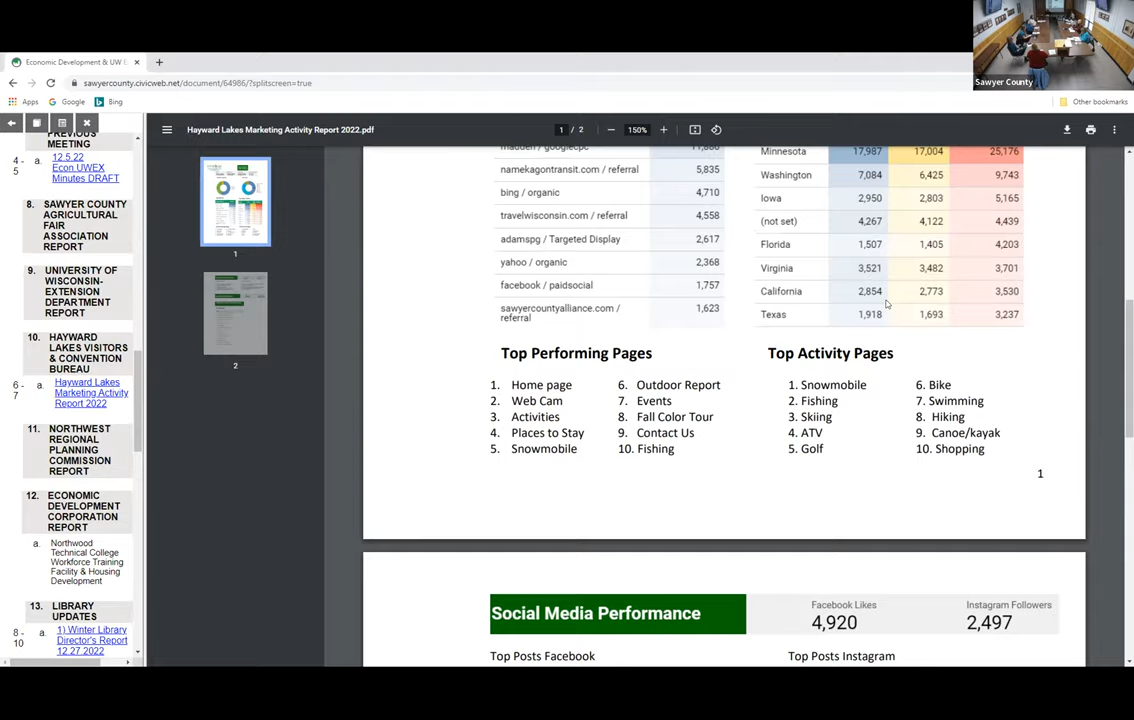 Sawyer County
Economic Development & UW
sawyercounty.civicweb.net/document/64986/?splitscreen=true
Apps
Google
Bing
Other bookmarks
PREVIOUS
MEETING
4 -
5
a.
12.5.22
Econ UWEX
Minutes DRAFT
8. SAWYER COUNTY
AGRICULTURAL
FAIR
ASSOCIATION
REPORT
9. UNIVERSITY OF
WISCONSIN-
EXTENSION
DEPARTMENT
REPORT
10. HAYWARD
LAKES VISITORS
& CONVENTION
BUREAU
6 -
7
a.
Hayward Lakes
Marketing Activity
Report 2022
11. NORTHWEST
REGIONAL
PLANNING
COMMISSION
REPORT
12. ECONOMIC
DEVELOPMENT
CORPORATION
REPORT
a. Northwood
Technical College
Workforce Training
Facility & Housing
Development
13. LIBRARY
UPDATES
8 -
10
a.
1) Winter Library
Director's Report
12.27.2022
Hayward Lakes Marketing Activity Report 2022.pdf
1 / 2
150%
1
2
madden / googlecpc 11,880
namekagontransit.com / referral 5,835
bing / organic 4,710
travelwisconsin.com / referral 4,558
adamspg / Targeted Display 2,617
yahoo / organic 2,368
facebook / paidsocial 1,757
sawyercountyalliance.com /
referral
1,623
Minnesota 17,987 17,004 25,176
Washington 7,084 6,425 9,743
Iowa 2,950 2,803 5,165
(not set) 4,267 4,122 4,439
Florida 1,507 1,405 4,203
Virginia 3,521 3,482 3,701
California 2,854 2,773 3,530
Texas 1,918 1,693 3,237
Top Performing Pages
1. Home page
2. Web Cam
3. Activities
4. Places to Stay
5. Snowmobile
6. Outdoor Report
7. Events
8. Fall Color Tour
9. Contact Us
10. Fishing
Top Activity Pages
1. Snowmobile
2. Fishing
3. Skiing
4. ATV
5. Golf
6. Bike
7. Swimming
8. Hiking
9. Canoe/kayak
10. Shopping
1
Social Media Performance
Facebook Likes
4,920
Instagram Followers
2,497
Top Posts Facebook
Top Posts Instagram